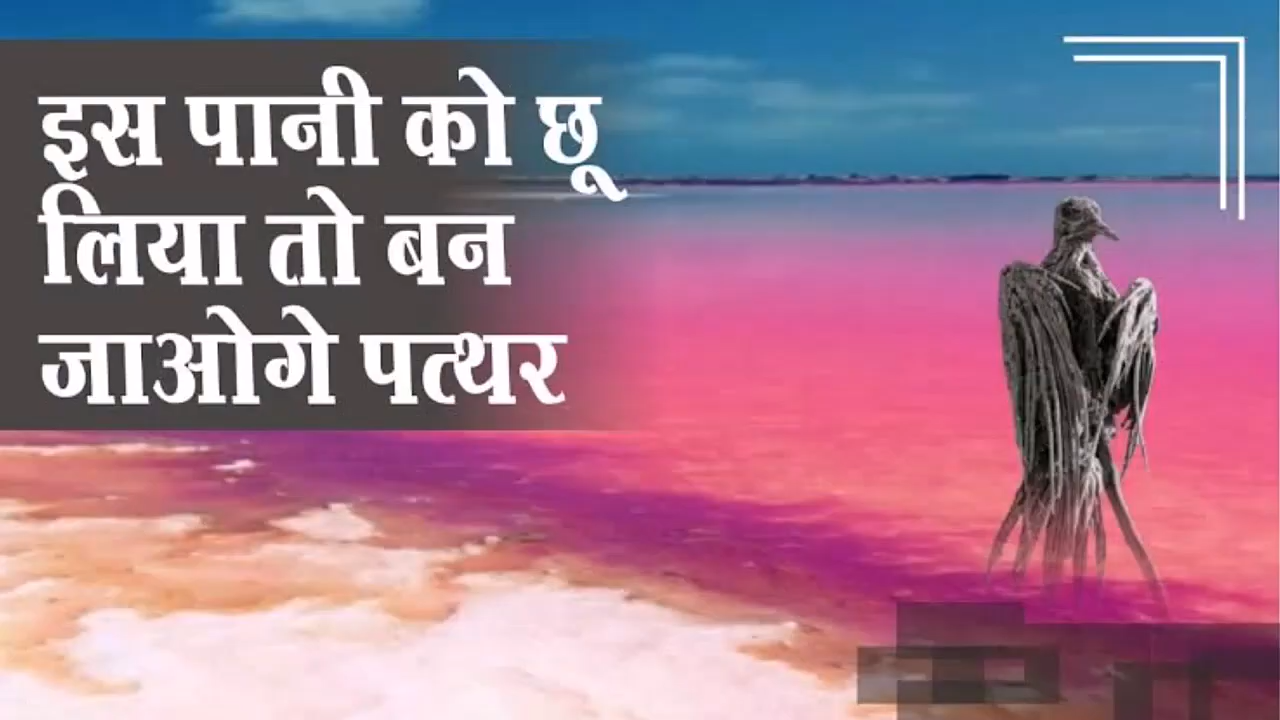 इस पानी को छू
लिया तो बन
जाओगे पत्थर